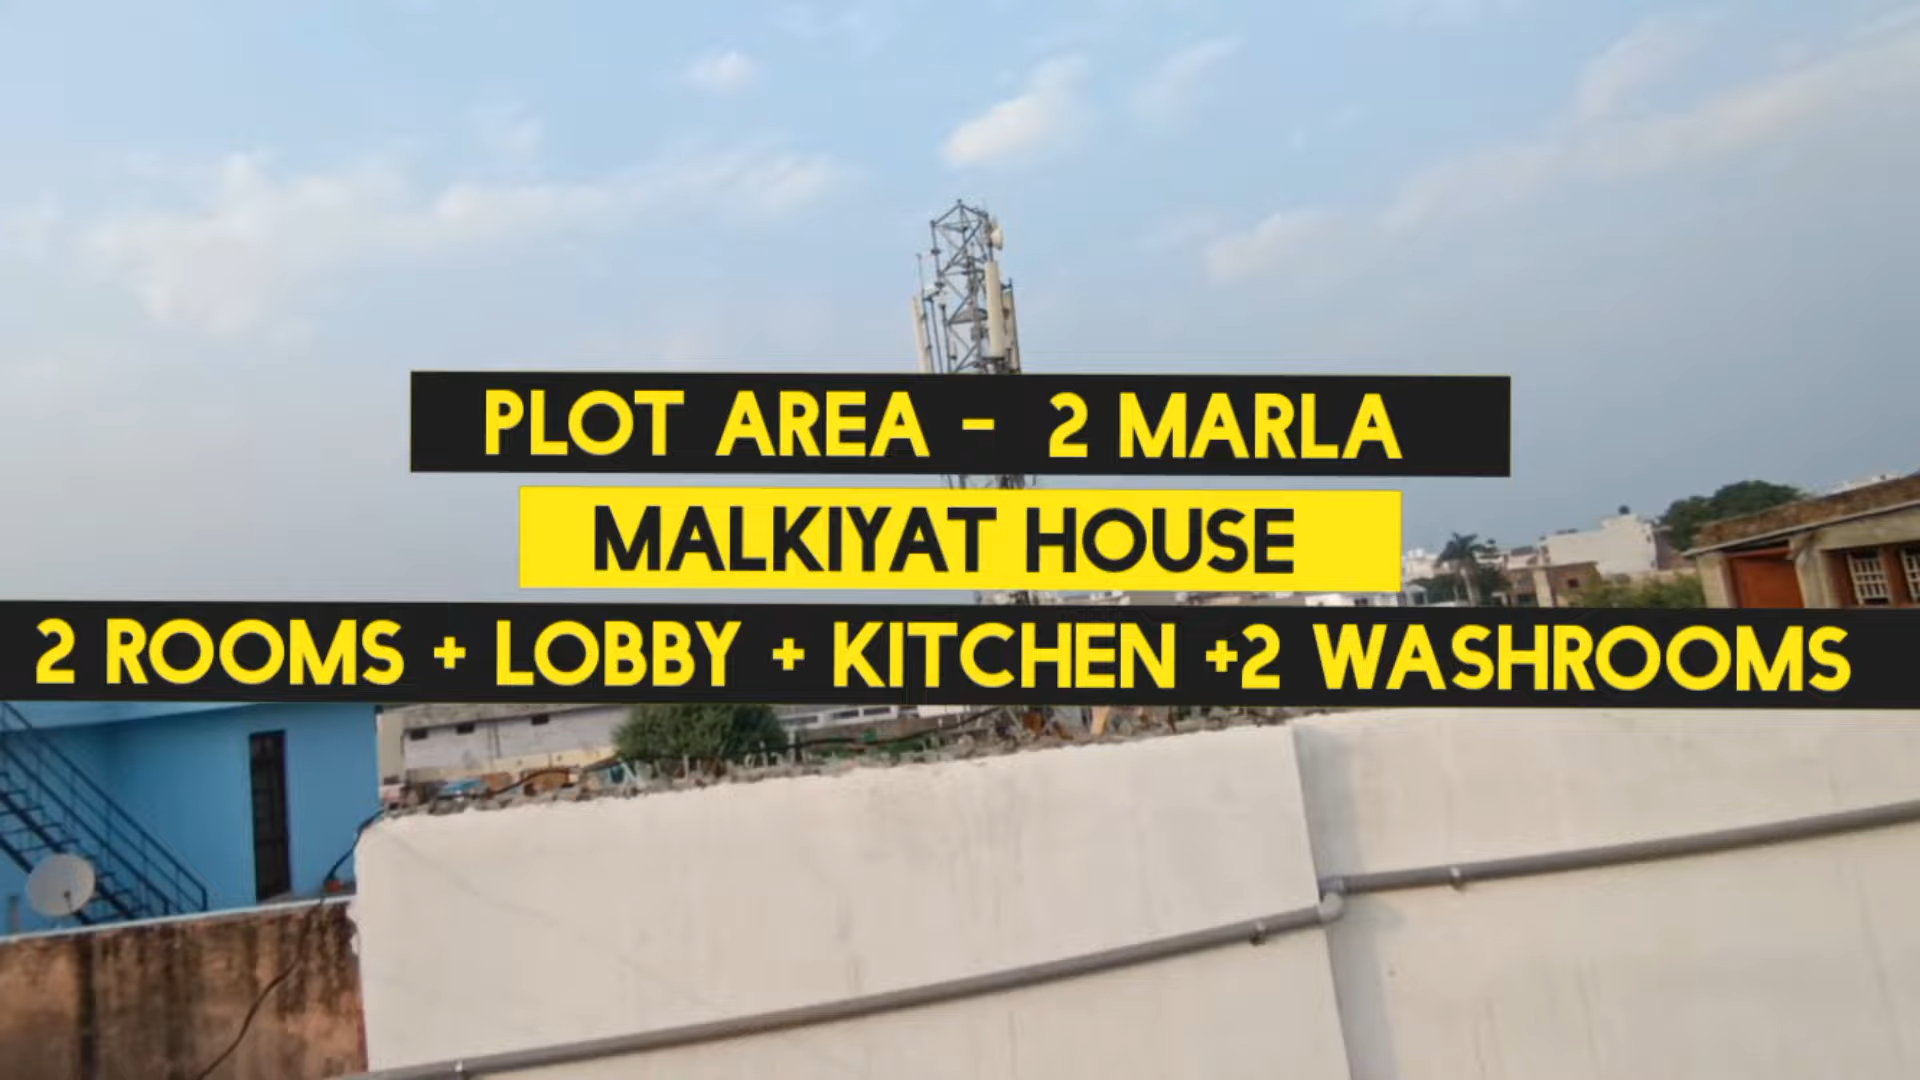 PLOT AREA - 2 MARLA
MALKIYAT HOUSE
2 ROOMS + LOBBY + KITCHEN +2 WASHROOMS